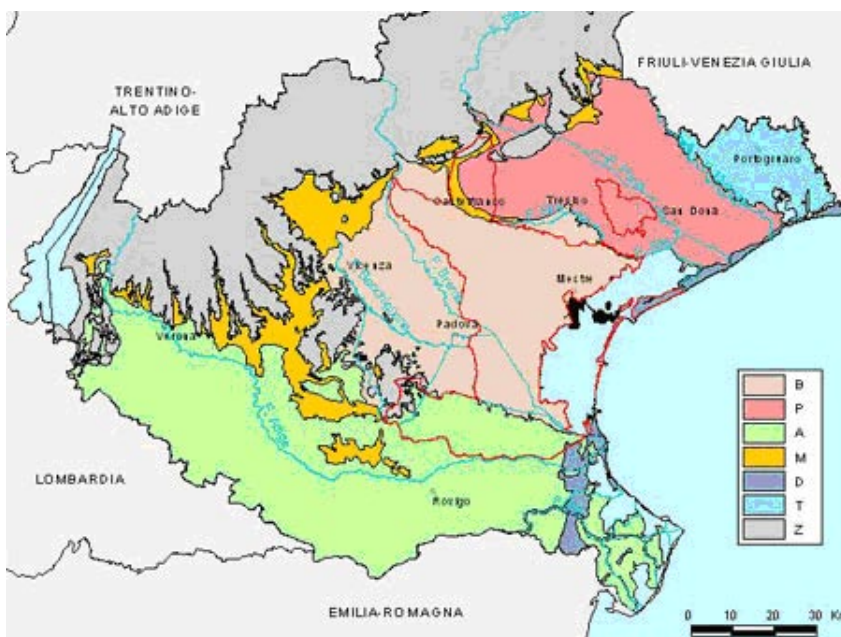 FRIULI-VENEZIA GIULIA
TRENTINO-
ALTO ADIGE
Portogruaro
Castelfranco
Treviso
San Donà
Vicenza
Mestre
Padova
Verona
F. Adige
LOMBARDIA
Rovigo
EMILIA-ROMAGNA
B
P
A
M
D
T
Z
0 10 20 30 K